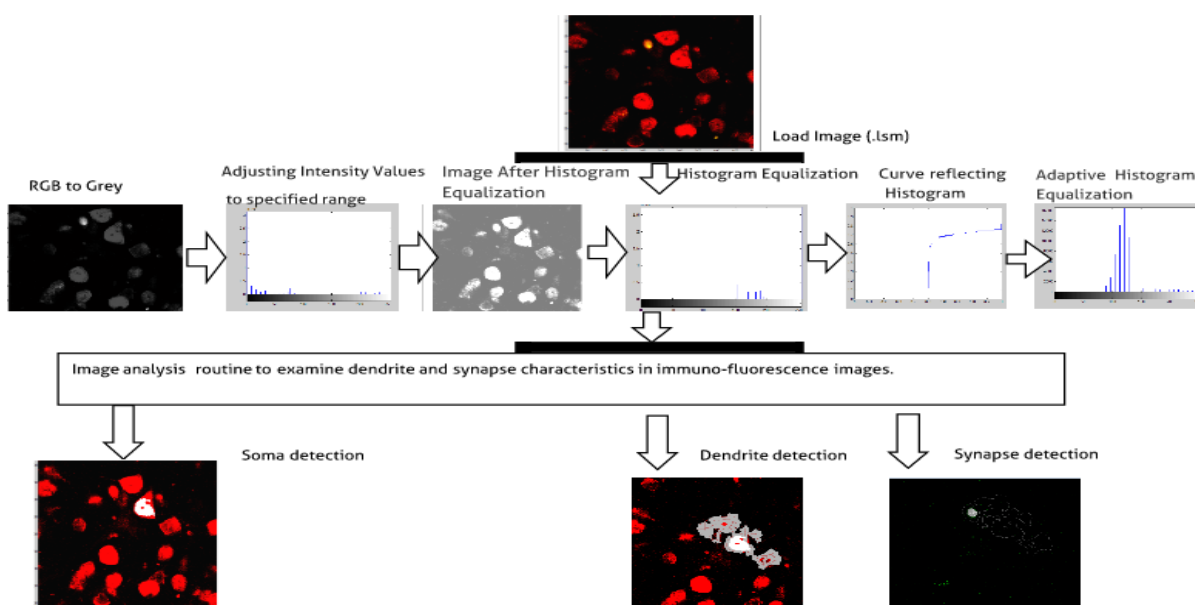 Load Image (.lsm)
RGB to Grey
Adjusting Intensity Values
to specified range
Image After Histogram
Equalization
Histogram Equalization
Curve reflecting
Histogram
Adaptive Histogram
Equalization
Image analysis routine to examine dendrite and synapse characteristics in immuno-fluorescence images.
Soma detection
Dendrite detection
Synapse detection